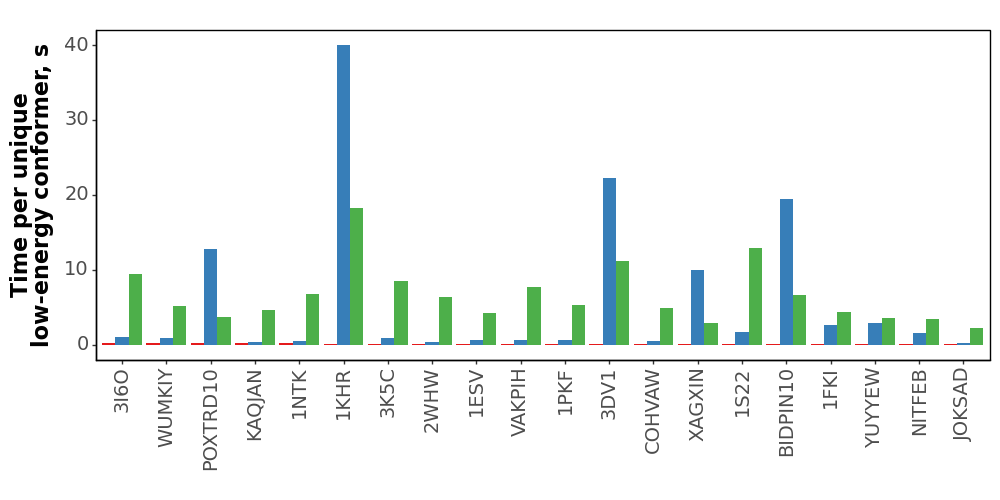 Time per unique
low-energy conformer, s
40
30
20
10
0
3I6O
WUMKIY
POXTRD10
KAQJAN
1NTK
1KHR
3K5C
2WHW
1ESV
VAKPIH
1PKF
3DV1
COHVAW
XAGXIN
1S22
BIDPIN10
1FKI
YUYYEW
NITFEB
JOKSAD